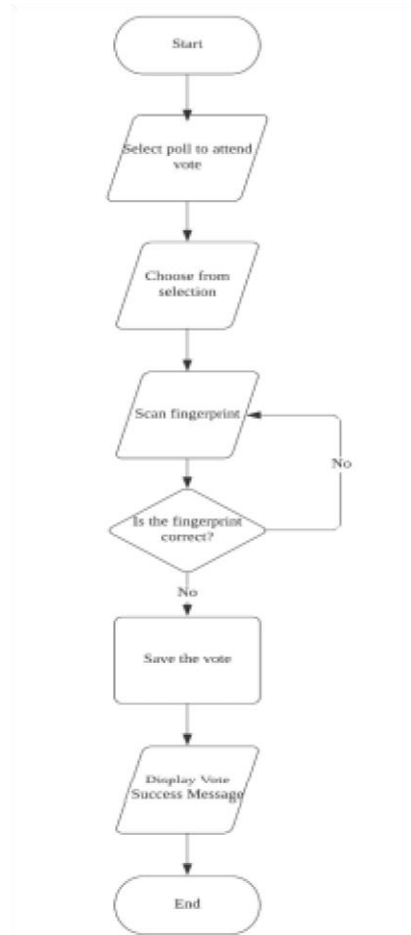 Start
Select poll to attend
vote
Choose from
selection
Scan fingerprint
No
Is the fingerprint
correct?
No
Save the vote
Display Vote
Success Message
End